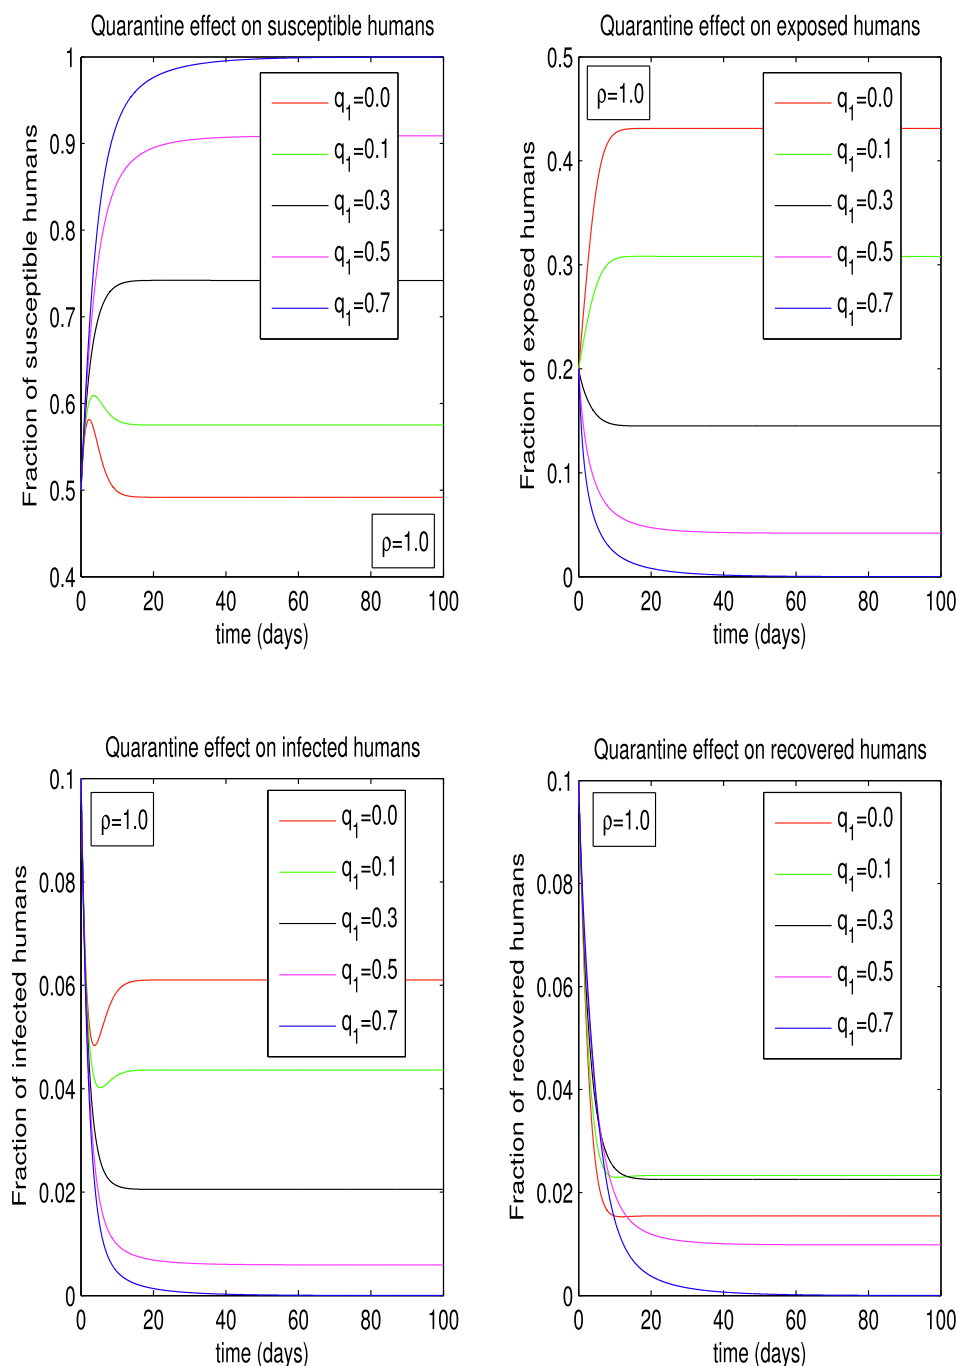 Quarantine effect on susceptible humans
Fraction of susceptible humans
1
0.9
0.8
0.7
0.6
0.5
0.4
q₁=0.0
q₁=0.1
q₁=0.3
q₁=0.5
q₁=0.7
ρ=1.0
0 20 40 60 80 100
time (days)
Quarantine effect on exposed humans
Fraction of exposed humans
0.5
0.4
0.3
0.2
0.1
0
ρ=1.0
q₁=0.0
q₁=0.1
q₁=0.3
q₁=0.5
q₁=0.7
0 20 40 60 80 100
time (days)
Quarantine effect on infected humans
Fraction of infected humans
0.1
0.08
0.06
0.04
0.02
0
ρ=1.0
q₁=0.0
q₁=0.1
q₁=0.3
q₁=0.5
q₁=0.7
0 20 40 60 80 100
time (days)
Quarantine effect on recovered humans
Fraction of recovered humans
0.1
0.08
0.06
0.04
0.02
0
ρ=1.0
q₁=0.0
q₁=0.1
q₁=0.3
q₁=0.5
q₁=0.7
0 20 40 60 80 100
time (days)